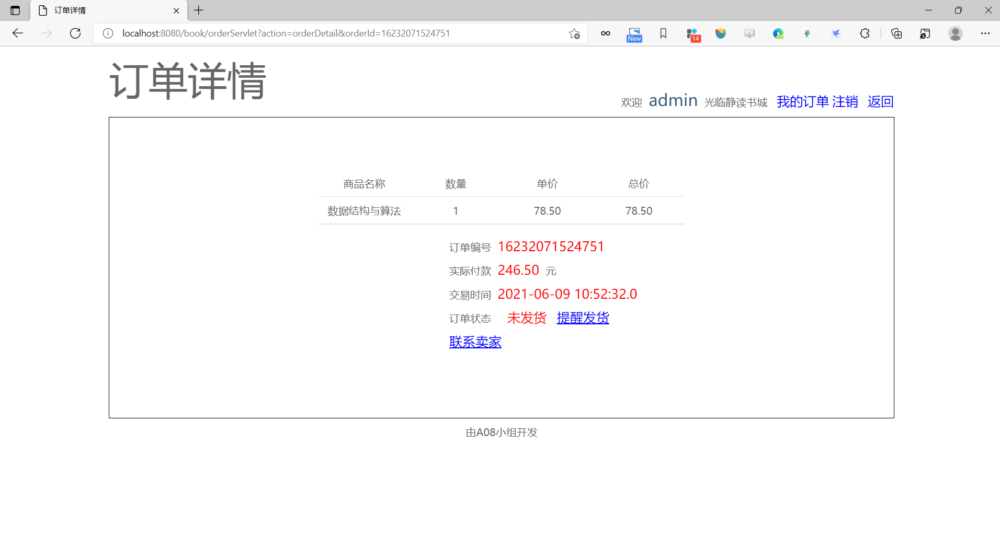 订单详情
localhost:8080/book/orderServlet?action=orderDetail&orderId=16232071524751
New
14
订单详情
欢迎 admin 光临静读书城 我的订单 注销 返回
商品名称 数量 单价 总价
数据结构与算法 1 78.50 78.50
订单编号 16232071524751
实际付款 246.50 元
交易时间 2021-06-09 10:52:32.0
订单状态 未发货 提醒发货
联系卖家
由A08小组开发